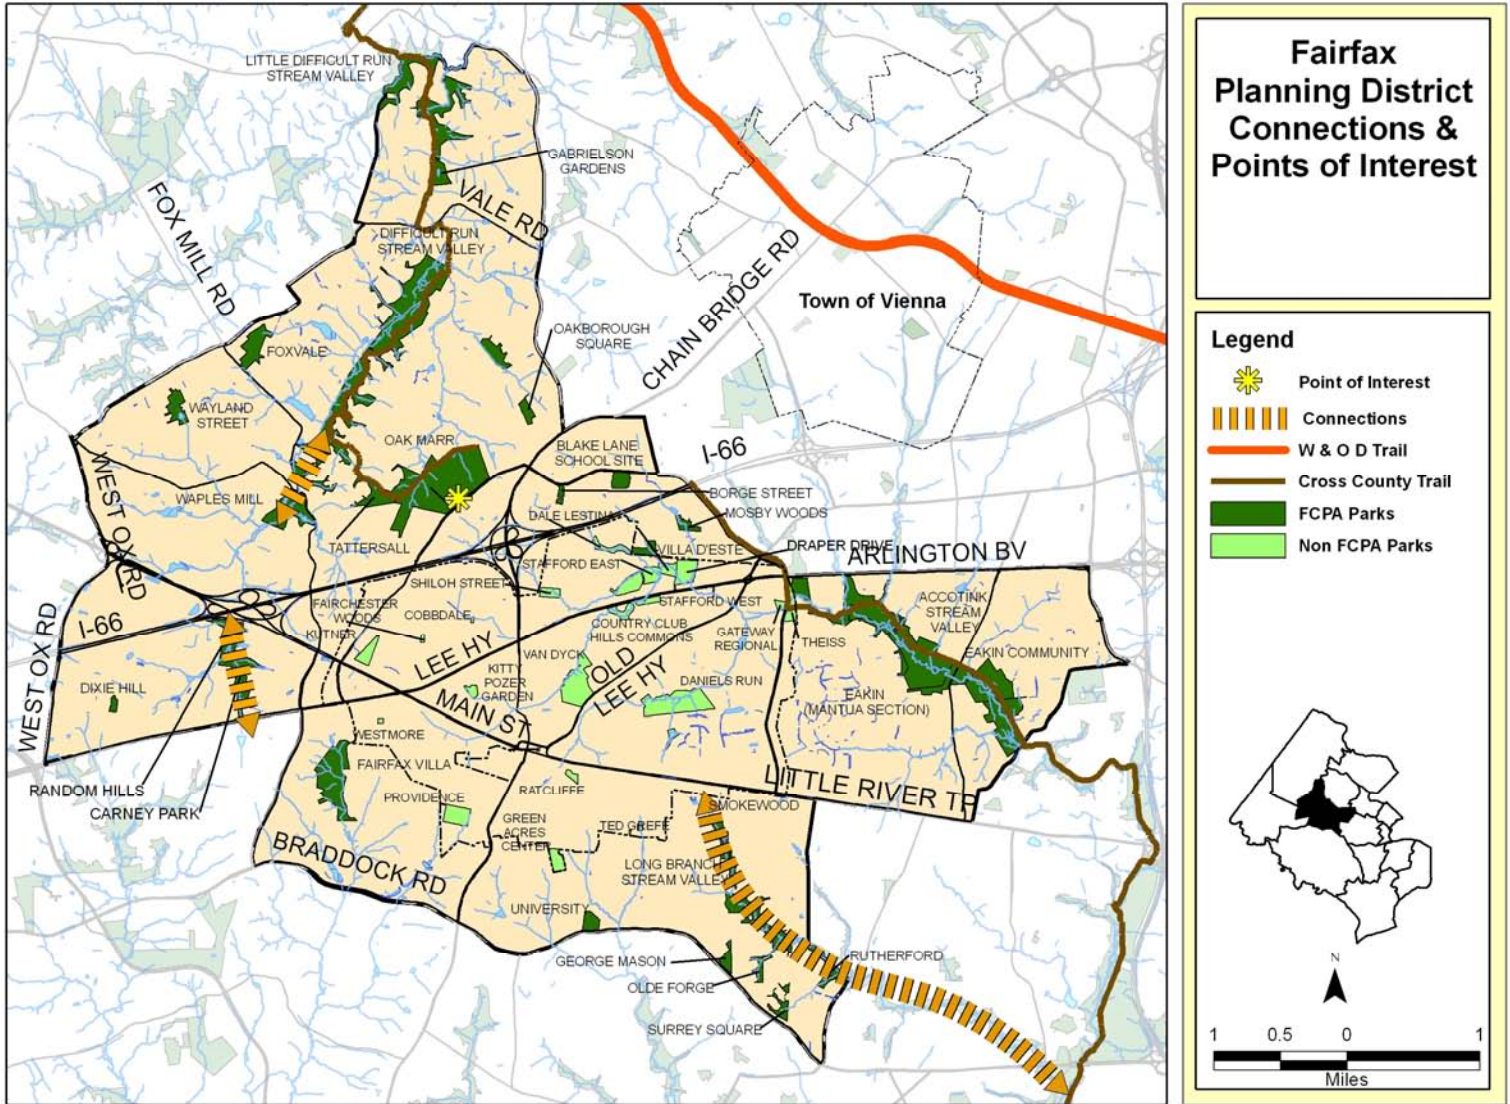 Fairfax
Planning District
Connections &
Points of Interest
Legend
Point of Interest
Connections
W & O D Trail
Cross County Trail
FCPA Parks
Non FCPA Parks
N
1 0.5 0 1
Miles
LITTLE DIFFICULT RUN
STREAM VALLEY
GABRIELSON
GARDENS
FOX MILL RD
VALE RD
DIFFICULT RUN
STREAM VALLEY
CHAIN BRIDGE RD
Town of Vienna
OAKBOROUGH
SQUARE
FOXVALE
WAYLAND
STREET
OAK MARR
BLAKE LANE
SCHOOL SITE
I-66
WEST OX RD
WAPLES MILL
BORGE STREET
DALE LESTINA
MOSBY WOODS
TATTERSALL
VILLA D'ESTE
DRAPER DRIVE
ARLINGTON BV
STAFFORD EAST
SHILOH STREET
RD
FAIRCHESTER
WOODS
COBBDALE
STAFFORD WEST
ACCOTINK
STREAM
VALLEY
WEST OX RD
I-66
KUTNER
COUNTRY CLUB
HILLS COMMONS
GATEWAY
REGIONAL
THEISS
LEE HY
VAN DYCK
OLD
LEE HY
EAKIN COMMUNITY
KITTY
POZER
GARDEN
DANIELS RUN
DIXIE HILL
EAKIN
(MANTUA SECTION)
MAIN ST
WESTMORE
FAIRFAX VILLA
LITTLE RIVER TP
RANDOM HILLS
CARNEY PARK
PROVIDENCE
RATCLIFFE
SMOKEWOOD
GREEN
ACRES
CENTER
TED GREFE
BRADDOCK RD
LONG BRANCH
STREAM VALLEY
UNIVERSITY
GEORGE MASON
RUTHERFORD
OLDE FORGE
SURREY SQUARE